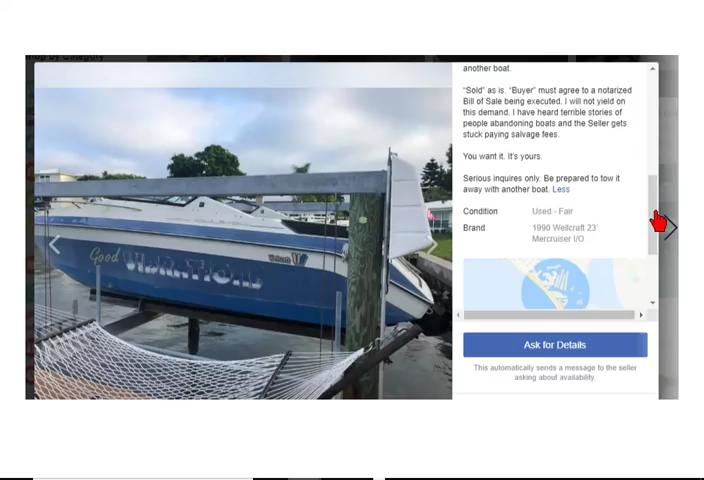 another boat.
"Sold" as is. "Buyer" must agree to a notarized
Bill of Sale being executed. I will not yield on
this demand. I have heard terrible stories of
people abandoning boats and the Seller gets
stuck paying salvage fees.
You want it. It's yours.
Serious inquires only. Be prepared to tow it
away with another boat. Less
Condition Used - Fair
Brand 1990 Wellcraft 23'
Mercruiser I/O
Ask for Details
This automatically sends a message to the seller
asking about availability.
Good
VIBRATIONS
Wellcraft